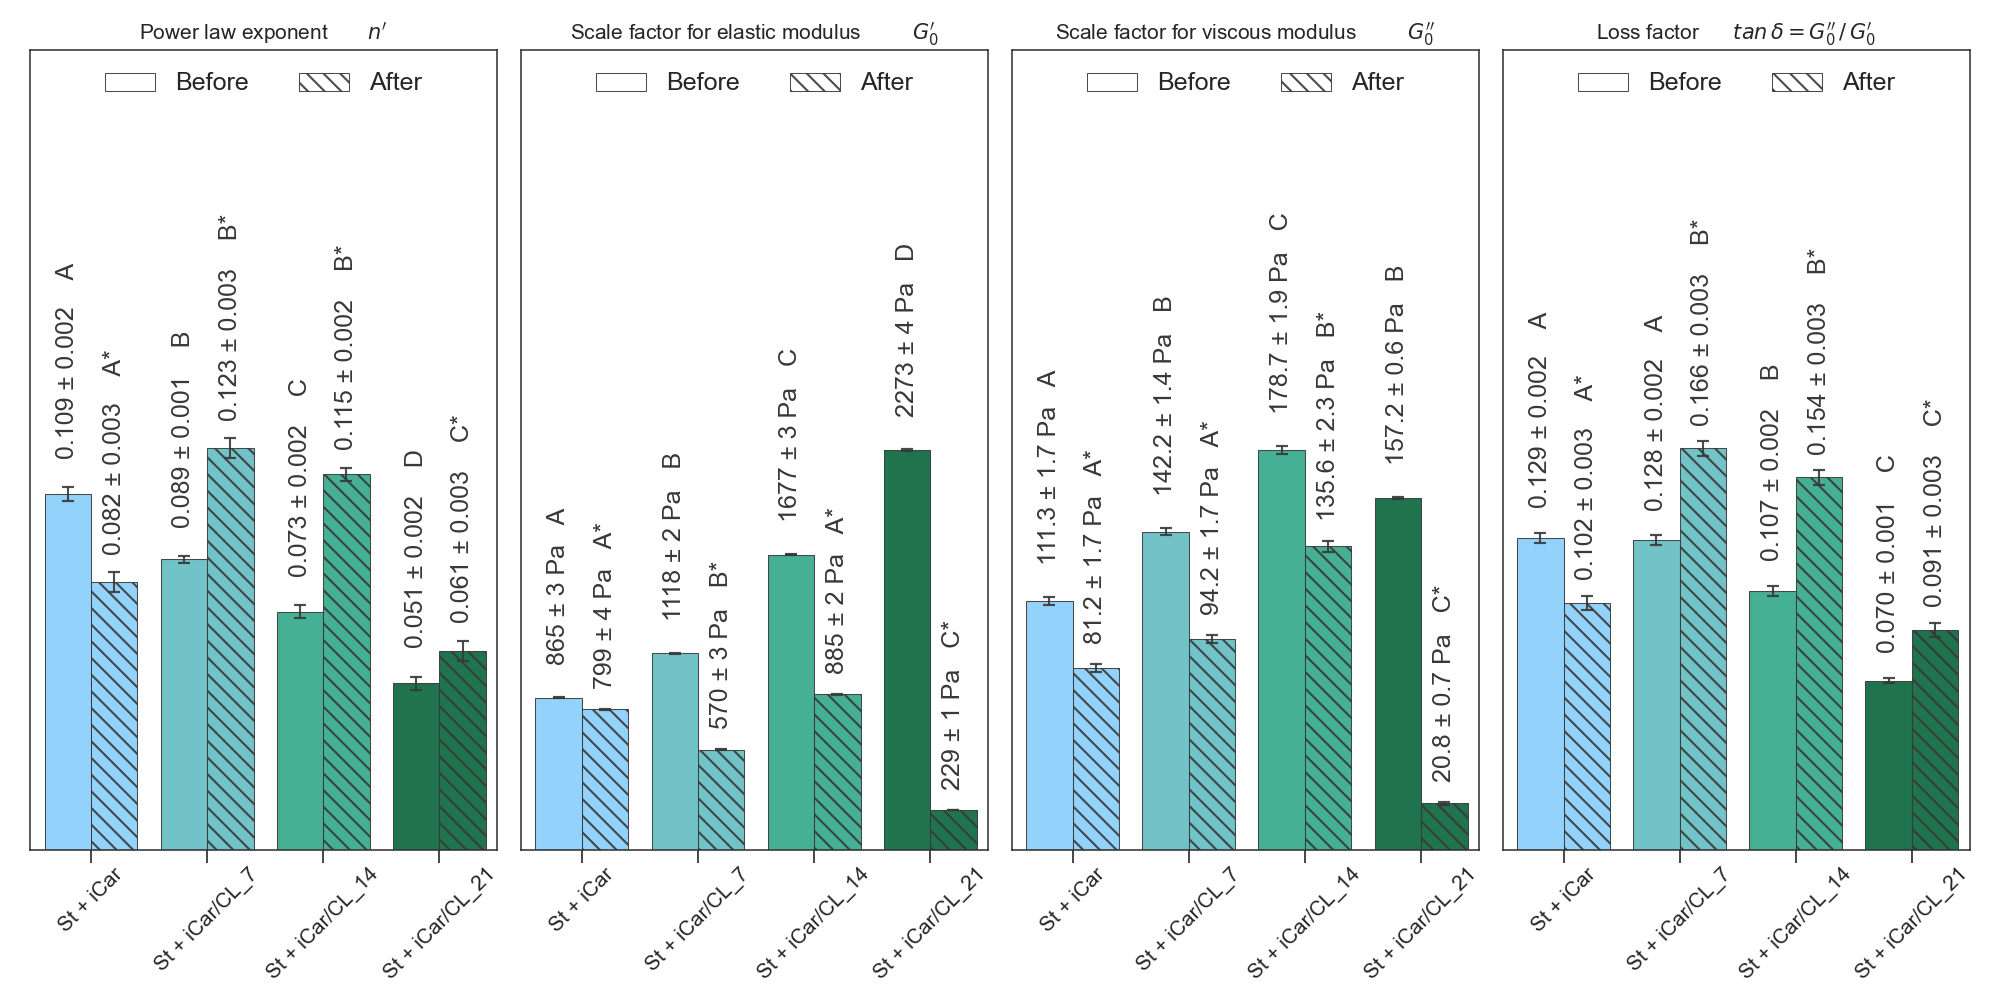 Power law exponent n′
Before After
0.109 ± 0.002 A
0.082 ± 0.003 A*
0.089 ± 0.001 B
0.123 ± 0.003 B*
0.073 ± 0.002 C
0.115 ± 0.002 B*
0.051 ± 0.002 D
0.061 ± 0.003 C*
St + iCar
St + iCar/CL_7
St + iCar/CL_14
St + iCar/CL_21
Scale factor for elastic modulus G′0
Before After
865 ± 3 Pa A
799 ± 4 Pa A*
1118 ± 2 Pa B
570 ± 3 Pa B*
1677 ± 3 Pa C
885 ± 2 Pa A*
2273 ± 4 Pa D
229 ± 1 Pa C*
St + iCar
St + iCar/CL_7
St + iCar/CL_14
St + iCar/CL_21
Scale factor for viscous modulus G″0
Before After
111.3 ± 1.7 Pa A
81.2 ± 1.7 Pa A*
142.2 ± 1.4 Pa B
94.2 ± 1.7 Pa A*
178.7 ± 1.9 Pa C
135.6 ± 2.3 Pa B*
157.2 ± 0.6 Pa B
20.8 ± 0.7 Pa C*
St + iCar
St + iCar/CL_7
St + iCar/CL_14
St + iCar/CL_21
Loss factor tan δ = G″0 / G′0
Before After
0.129 ± 0.002 A
0.102 ± 0.003 A*
0.128 ± 0.002 A
0.166 ± 0.003 B*
0.107 ± 0.002 B
0.154 ± 0.003 B*
0.070 ± 0.001 C
0.091 ± 0.003 C*
St + iCar
St + iCar/CL_7
St + iCar/CL_14
St + iCar/CL_21